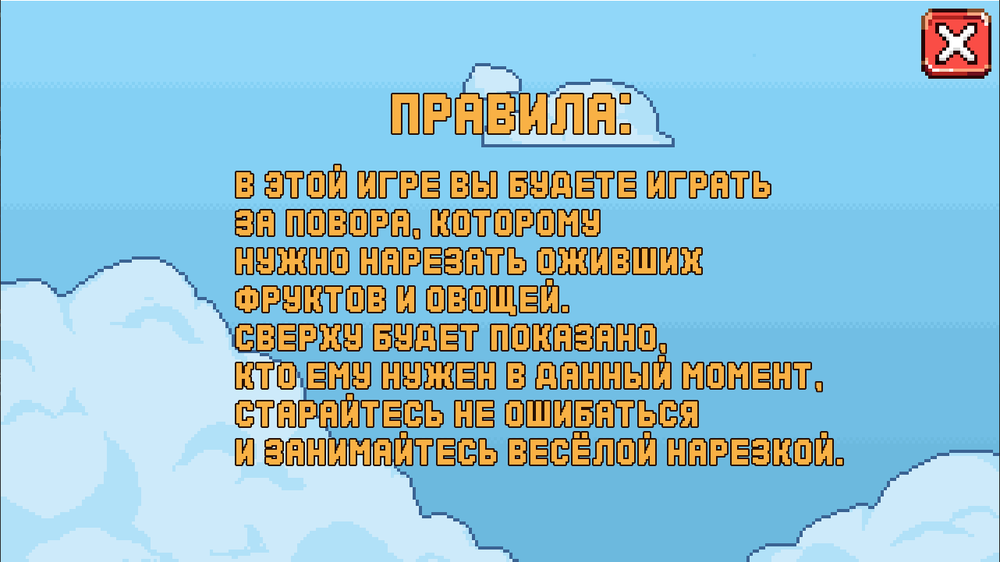 ПРАВИЛА:
В ЭТОЙ ИГРЕ ВЫ БУДЕТЕ ИГРАТЬ
ЗА ПОВОРА, КОТОРОМУ
НУЖНО НАРЕЗАТЬ ОЖИВШИХ
ФРУКТОВ И ОВОЩЕЙ.
СВЕРХУ БУДЕТ ПОКАЗАНО,
КТО ЕМУ НУЖЕН В ДАННЫЙ МОМЕНТ,
СТАРАЙТЕСЬ НЕ ОШИБАТЬСЯ
И ЗАНИМАЙТЕСЬ ВЕСЁЛОЙ НАРЕЗКОЙ.